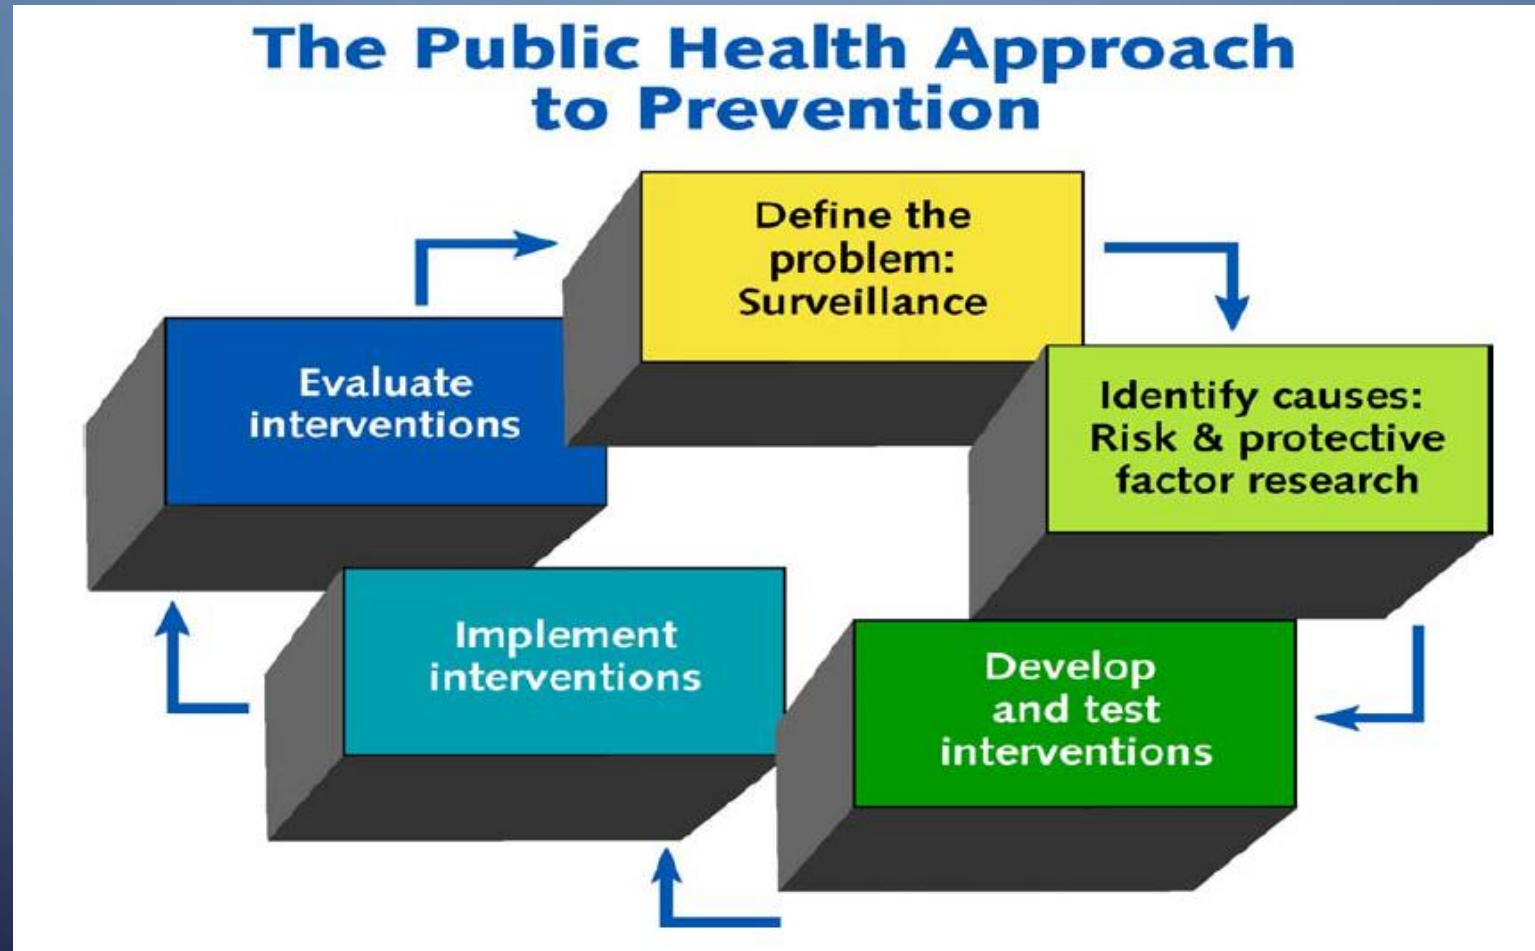 The Public Health Approach
to Prevention
Define the
problem:
Surveillance
Identify causes:
Risk & protective
factor research
Develop
and test
interventions
Implement
interventions
Evaluate
interventions